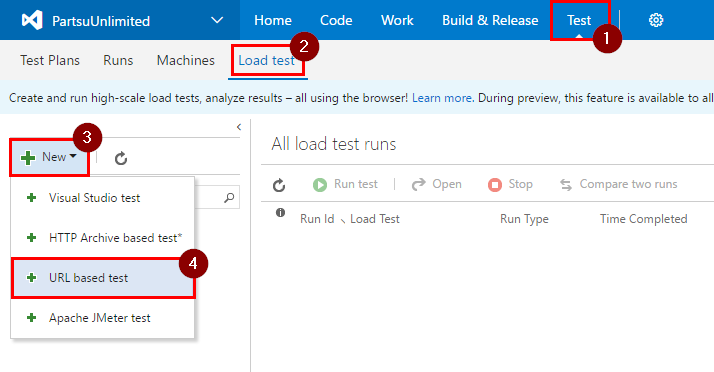 PartsuUnlimited Home Code Work Build & Release Test
1
2
Test Plans Runs Machines Load test
Create and run high-scale load tests, analyze results – all using the browser! Learn more. During preview, this feature is available to all
3
New
All load test runs
Run test Open Stop Compare two runs
Visual Studio test
Run Id Load Test Run Type Time Completed
HTTP Archive based test*
4
URL based test
Apache JMeter test